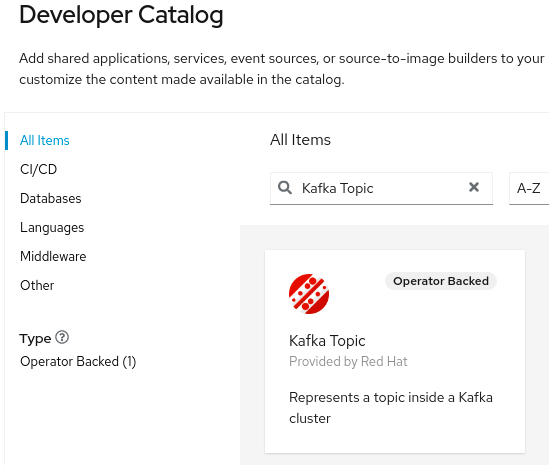 Developer Catalog
Add shared applications, services, event sources, or source-to-image builders to your
customize the content made available in the catalog.
All Items
CI/CD
Databases
Languages
Middleware
Other
Type
Operator Backed (1)
All Items
Kafka Topic
A-Z
Operator Backed
Kafka Topic
Provided by Red Hat
Represents a topic inside a Kafka
cluster